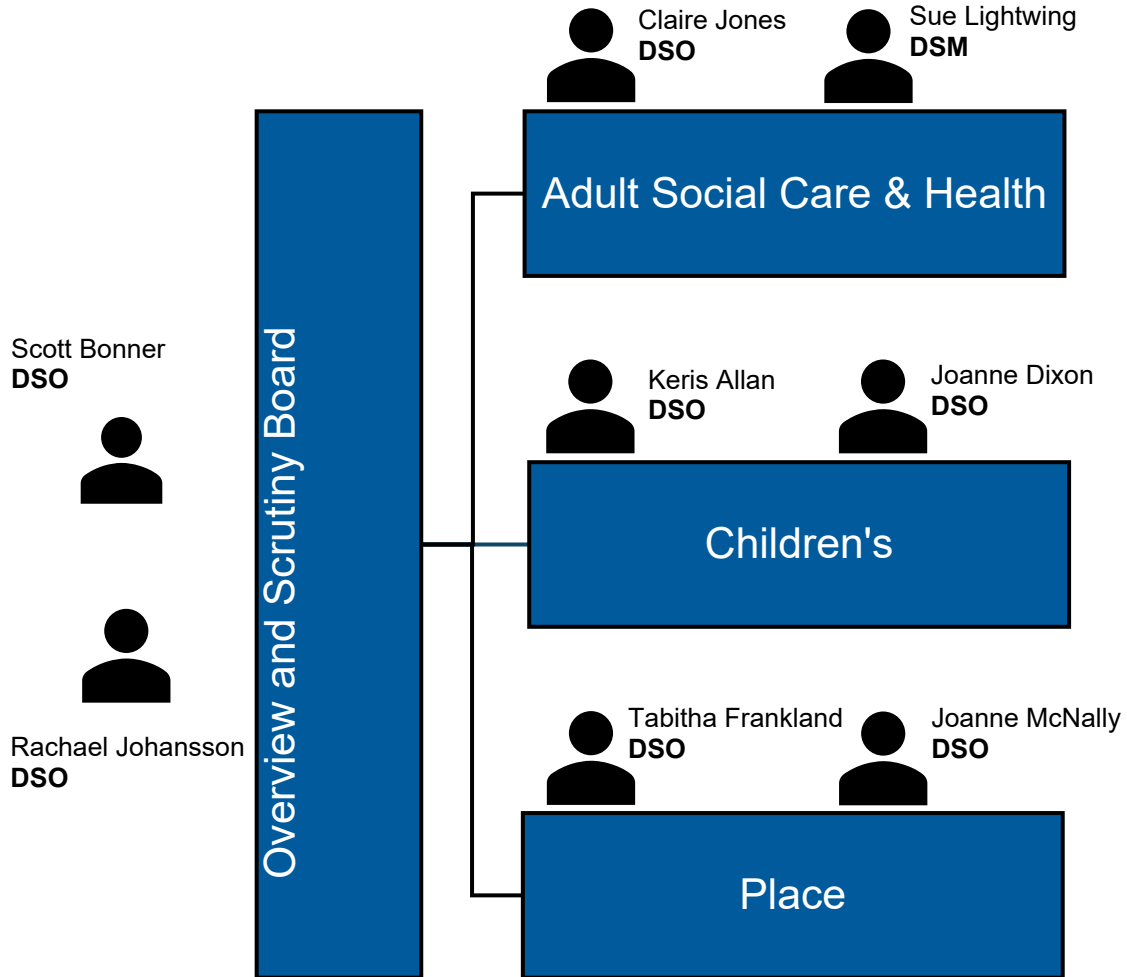 Claire Jones
DSO
Sue Lightwing
DSM
Adult Social Care & Health
Scott Bonner
DSO
Overview and Scrutiny Board
Keris Allan
DSO
Joanne Dixon
DSO
Children's
Rachael Johansson
DSO
Tabitha Frankland
DSO
Joanne McNally
DSO
Place